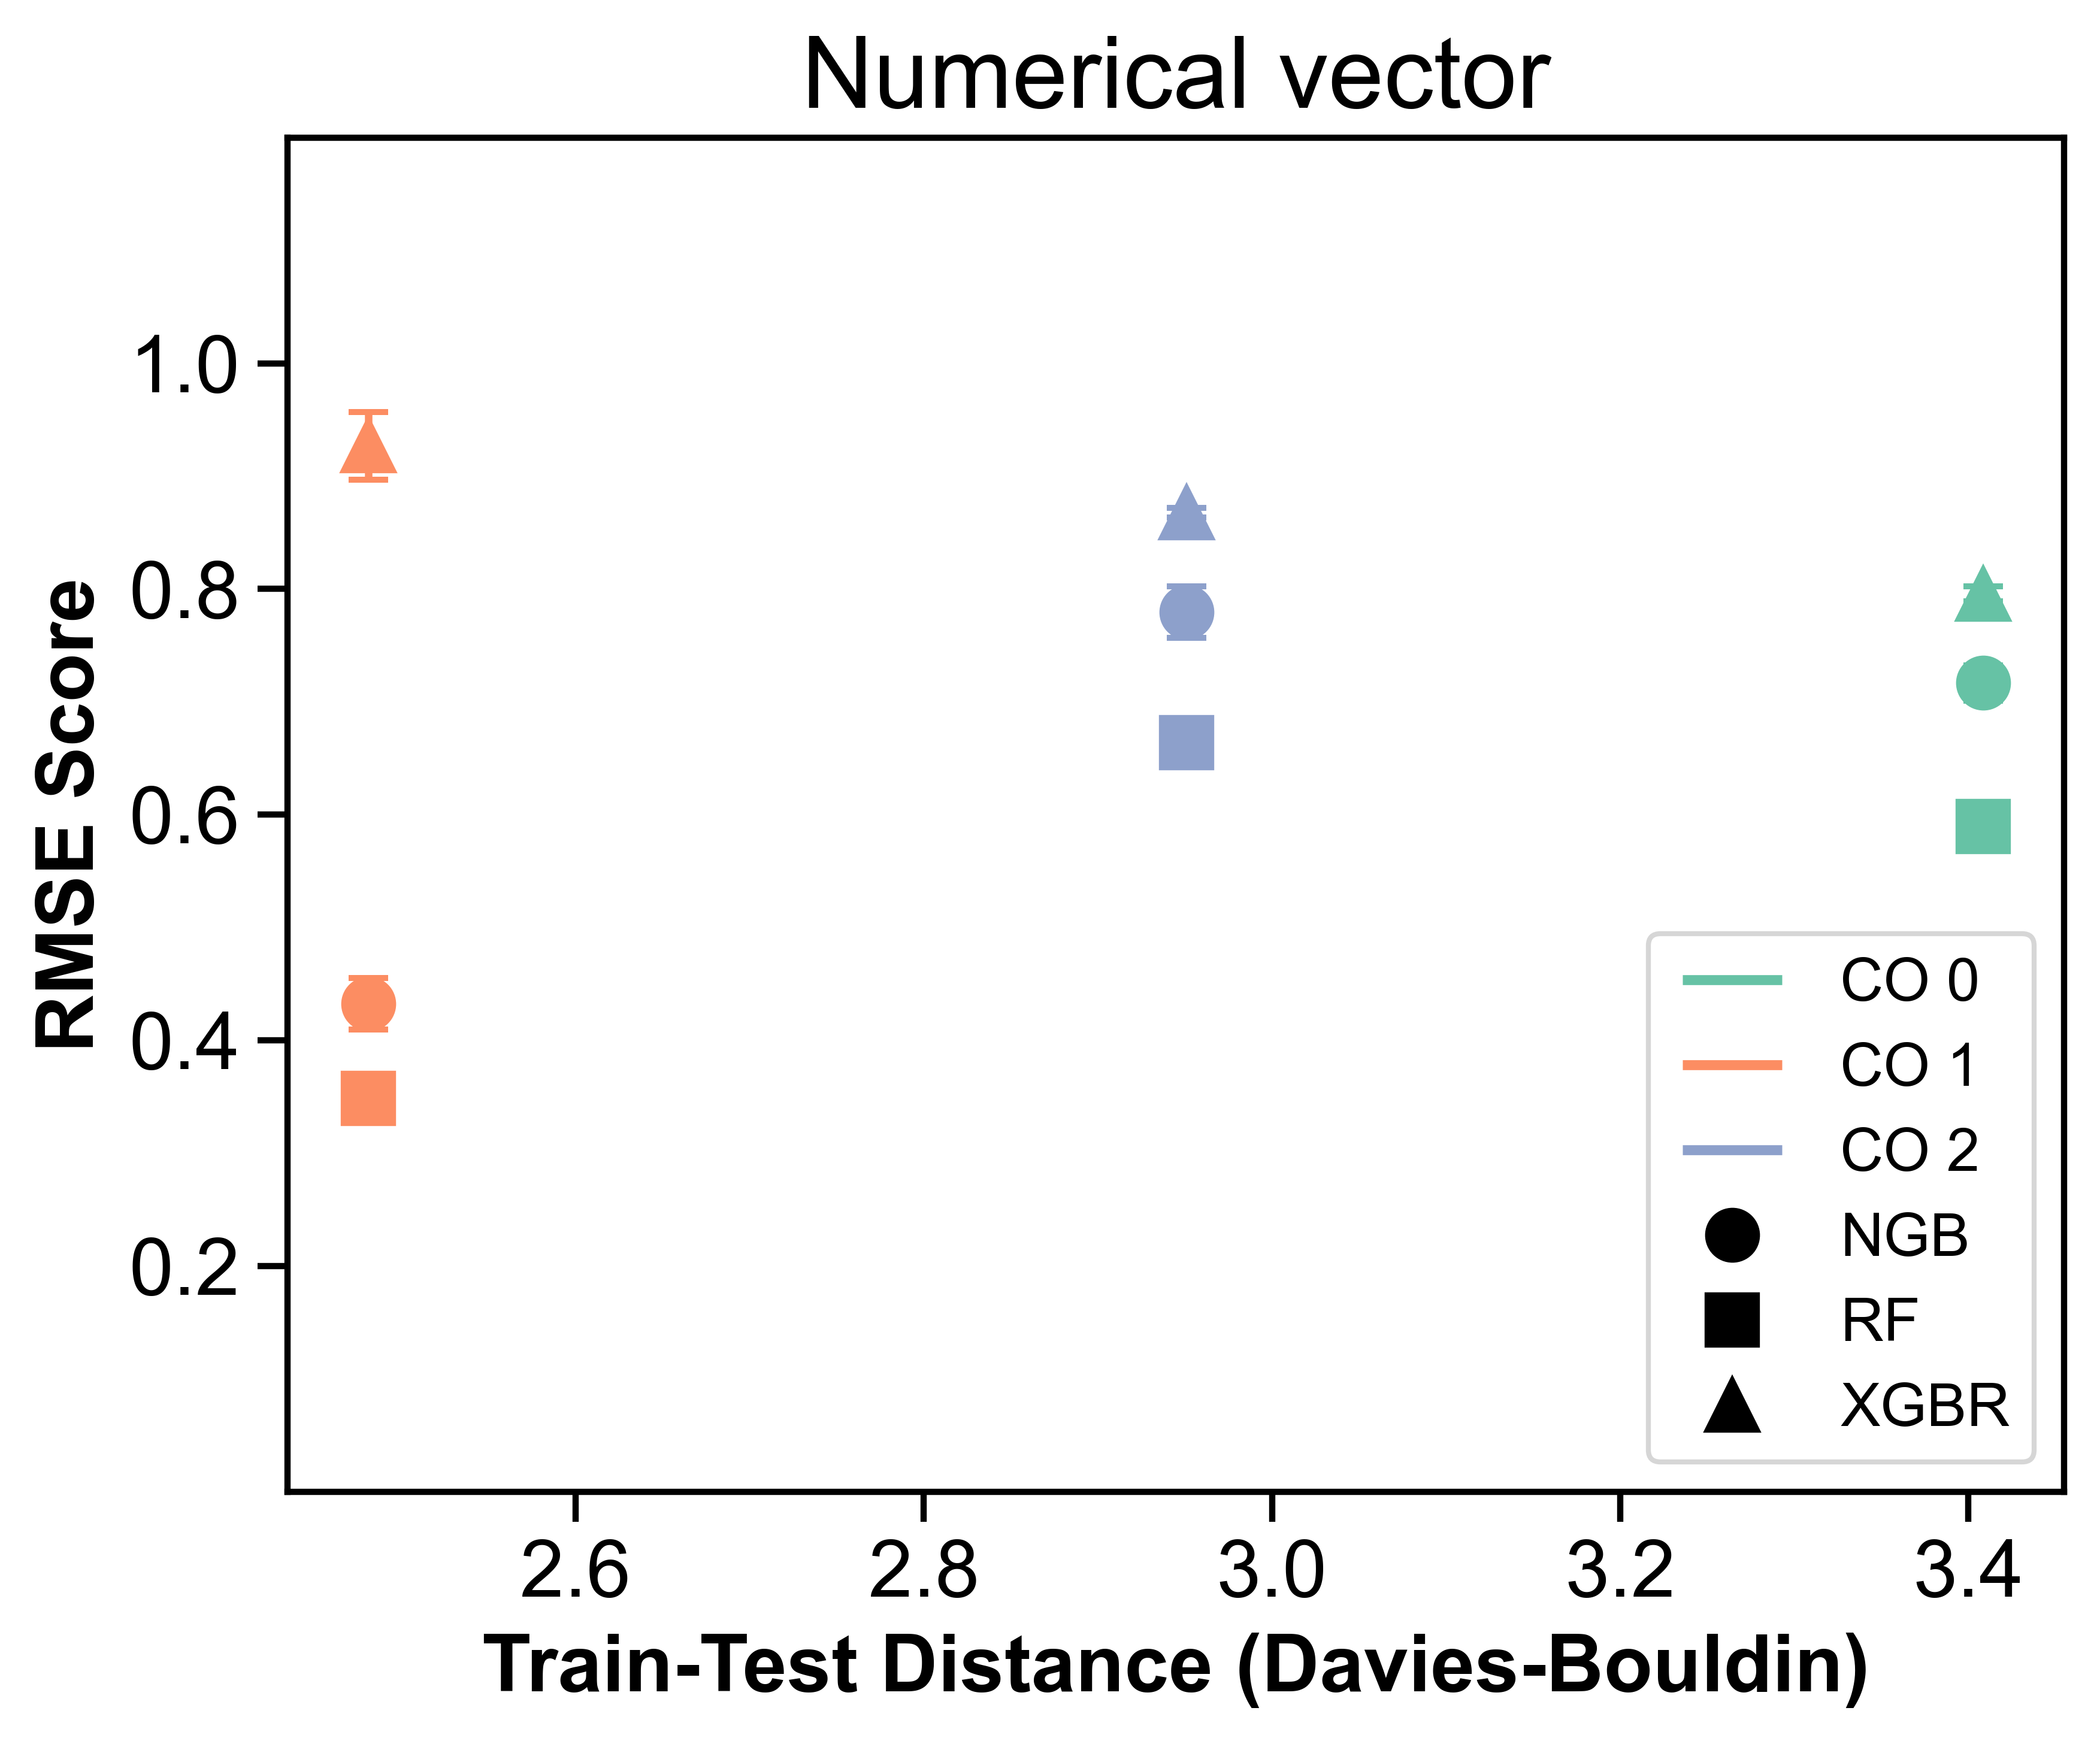 Numerical vector
RMSE Score
1.0
0.8
0.6
0.4
0.2
CO 0
CO 1
CO 2
NGB
RF
XGBR
2.6 2.8 3.0 3.2 3.4
Train-Test Distance (Davies-Bouldin)